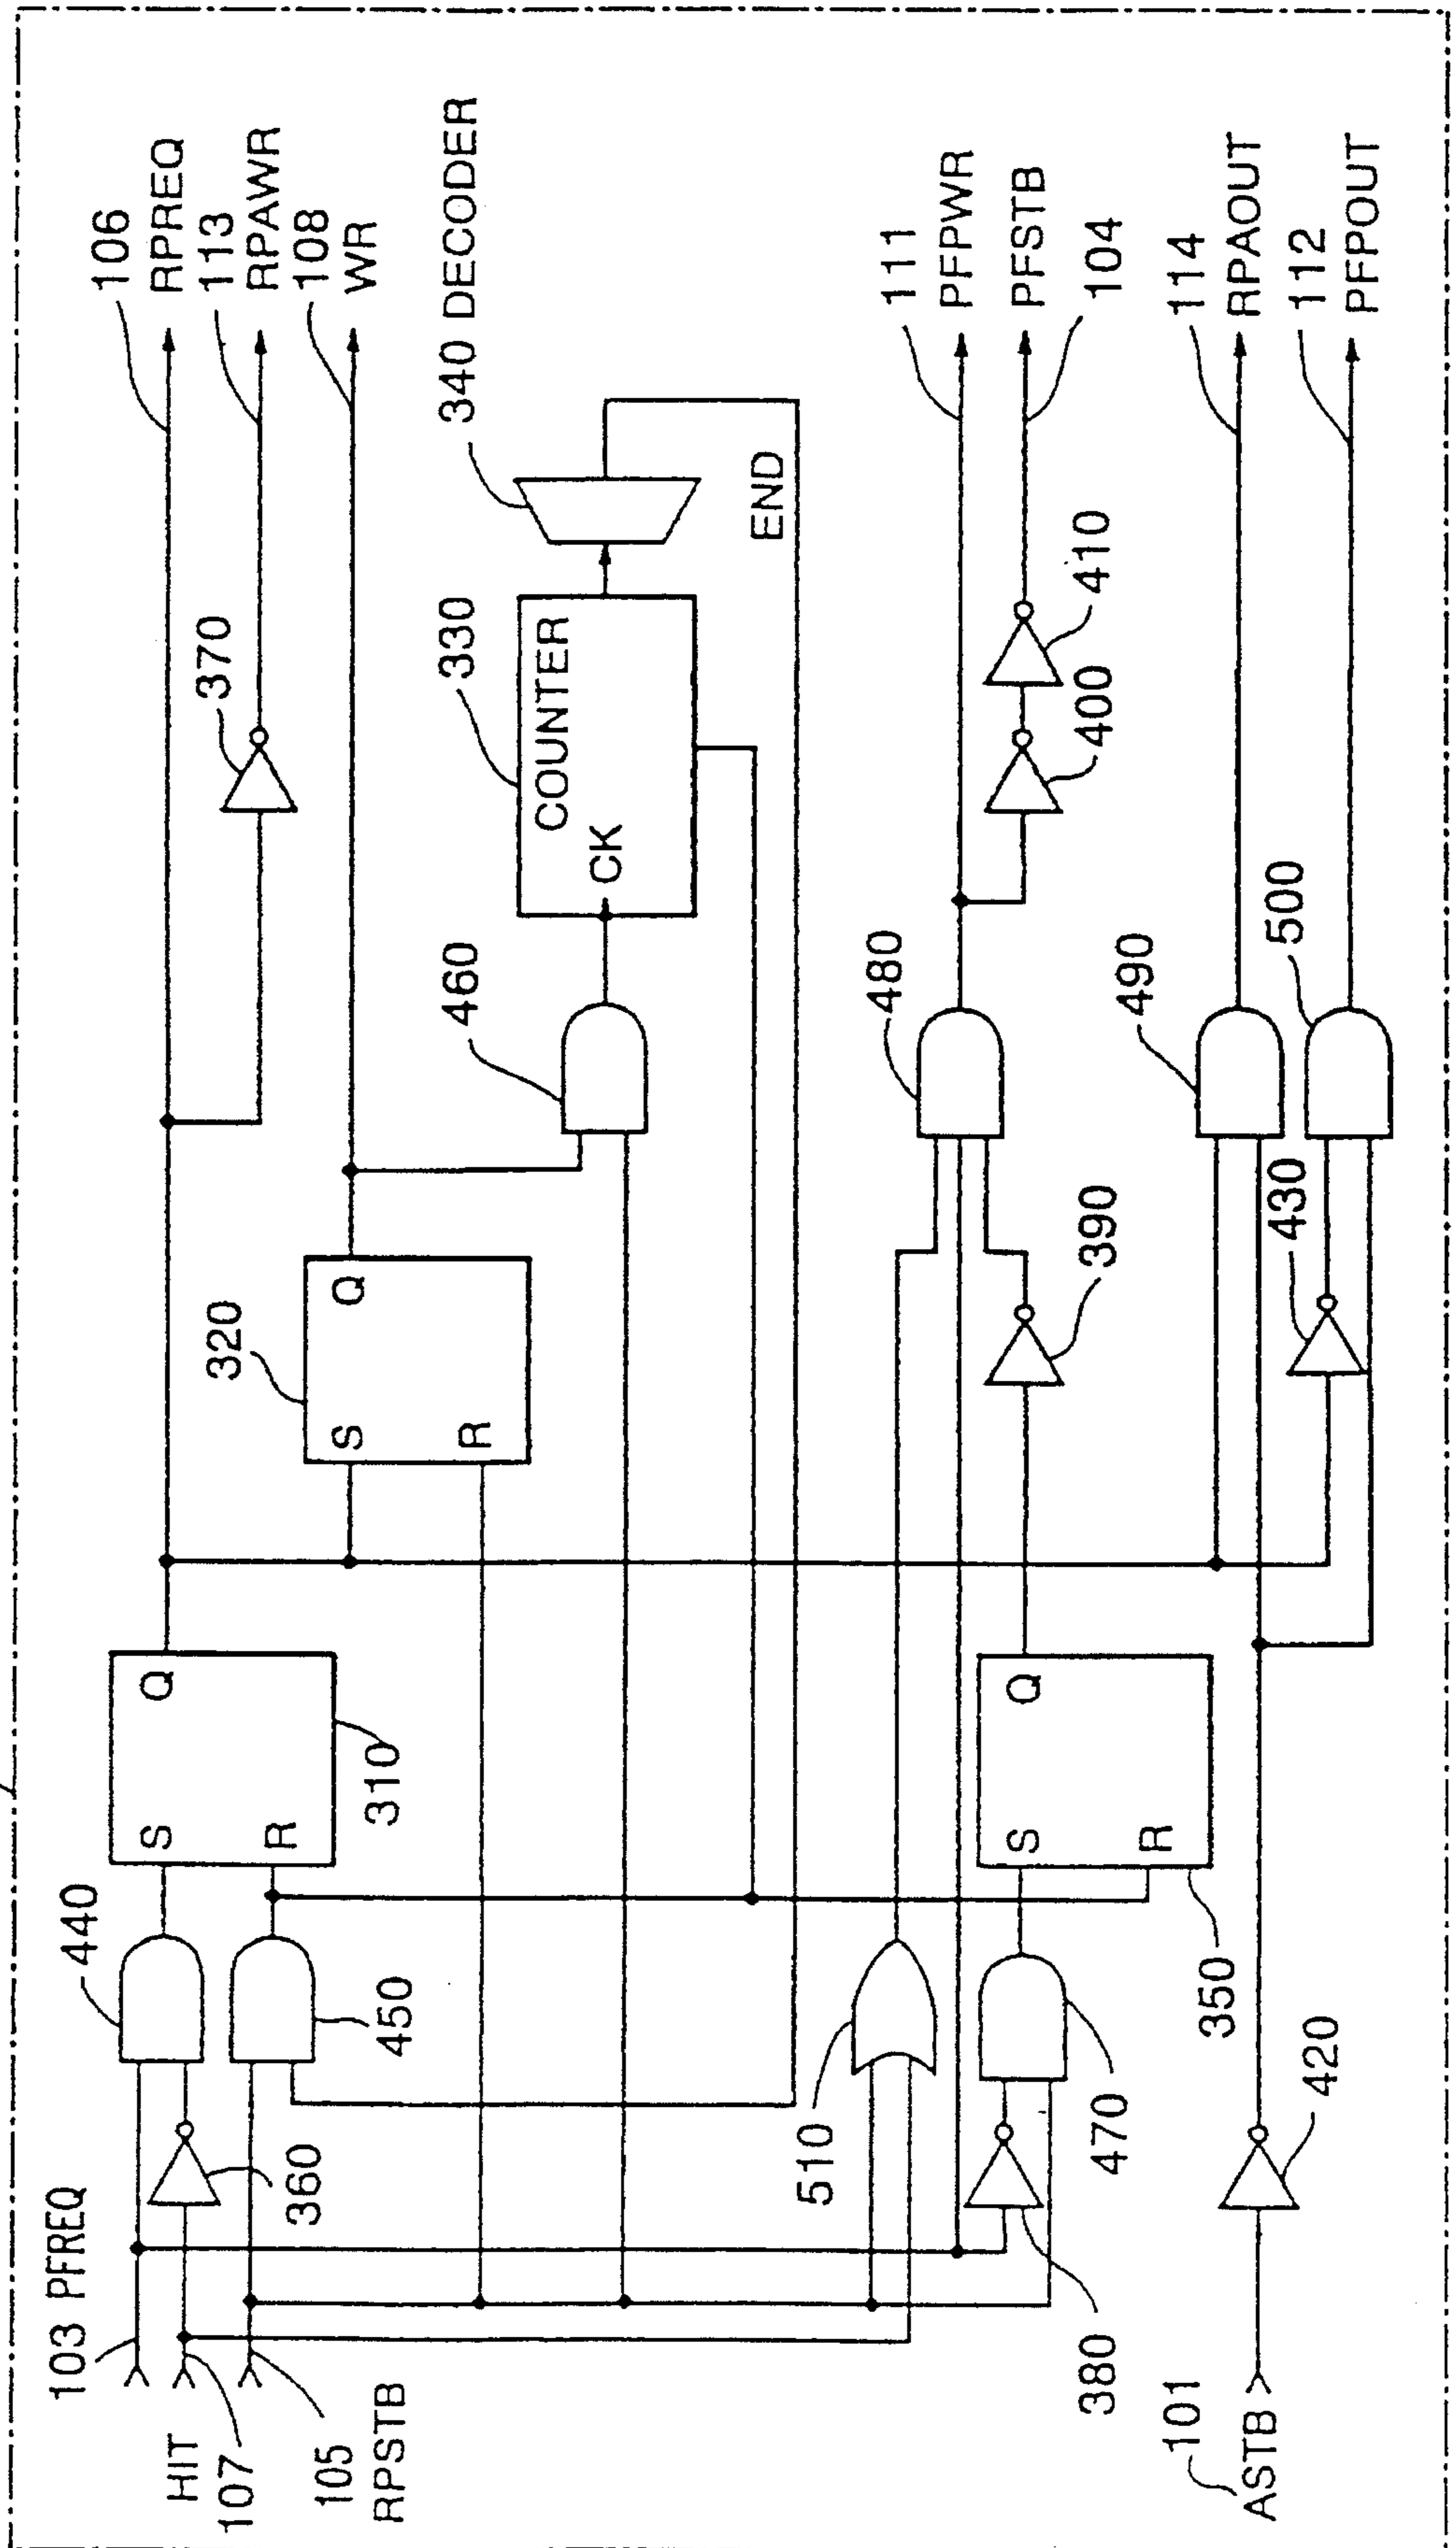 106
RPREQ
113
RPAWR
108
WR
370
340 DECODER
330
COUNTER
CK
END
460
320
S
Q
R
310
S
Q
R
440
450
360
103 PFREQ
HIT
107
105
RPSTB
111
PFPWR
PFSTB
104
410
400
480
390
510
470
380
350
S
Q
R
114
RPAOUT
112
PFPOUT
490
500
430
420
101
ASTB